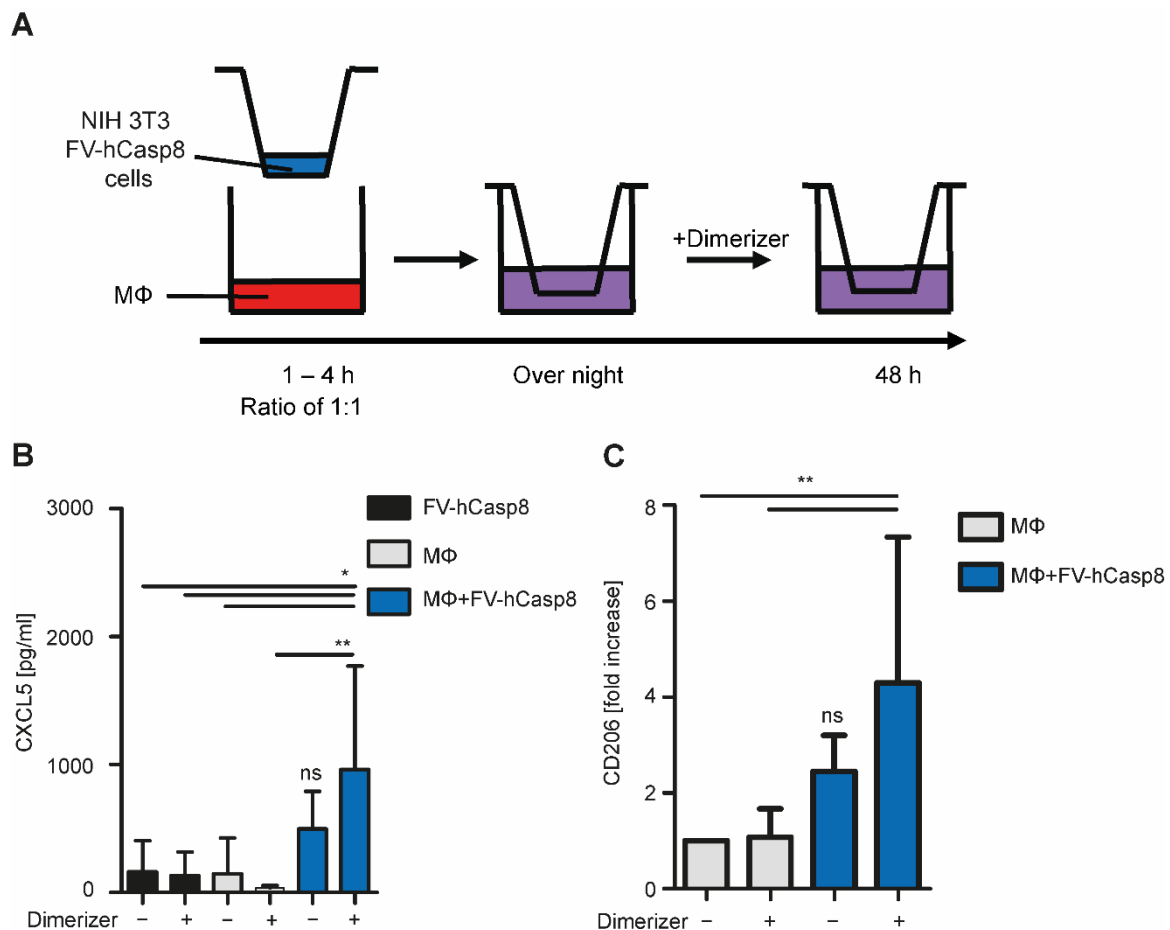 A
NIH 3T3
FV-hCasp8
cells
MΦ
+Dimerizer
1 – 4 h
Ratio of 1:1
Over night
48 h
B
CXCL5 [pg/ml]
3000
2000
1000
0
*
**
ns
FV-hCasp8
MΦ
MΦ+FV-hCasp8
Dimerizer – + – + – +
C
CD206 [fold increase]
8
6
4
2
0
**
ns
MΦ
MΦ+FV-hCasp8
Dimerizer – + – +